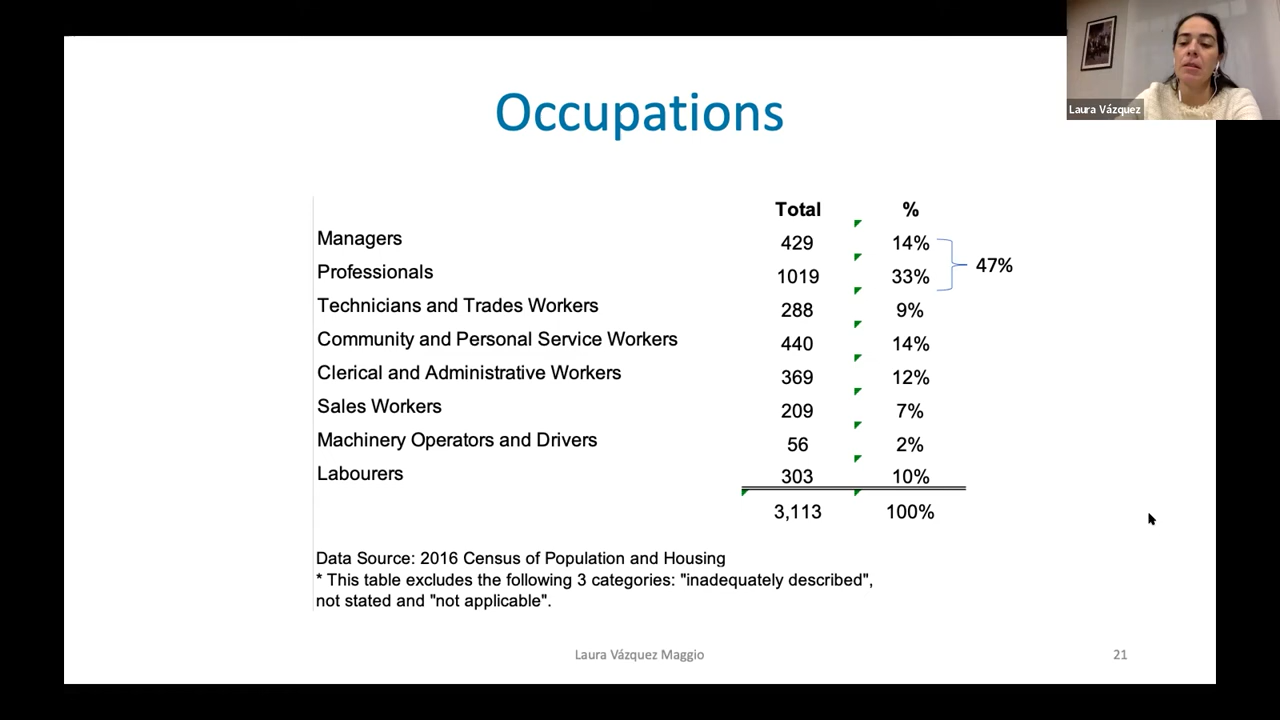 Laura Vázquez
Occupations
Total %
Managers 429 14%
Professionals 1019 33%
47%
Technicians and Trades Workers 288 9%
Community and Personal Service Workers 440 14%
Clerical and Administrative Workers 369 12%
Sales Workers 209 7%
Machinery Operators and Drivers 56 2%
Labourers 303 10%
3,113 100%
Data Source: 2016 Census of Population and Housing
* This table excludes the following 3 categories: "inadequately described",
not stated and "not applicable".
Laura Vázquez Maggio 21